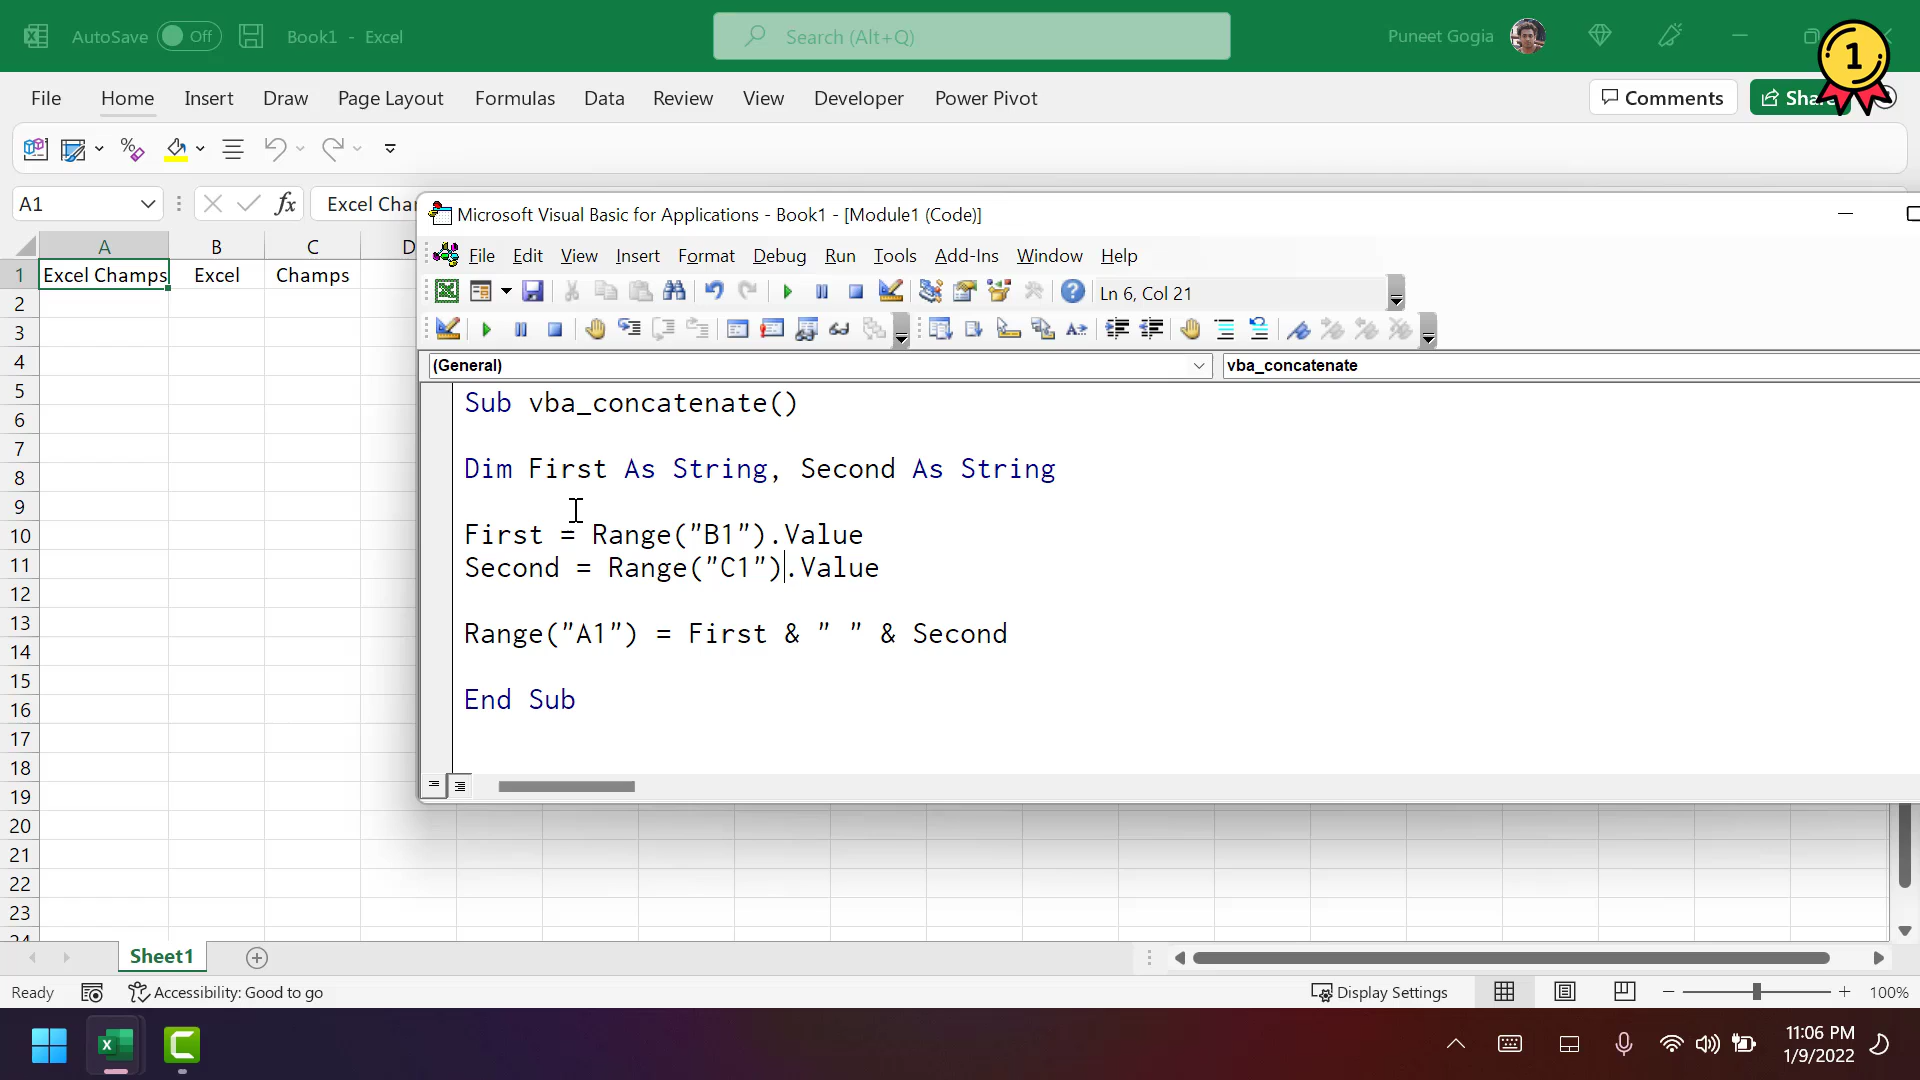 AutoSave Off Book1 - Excel Search (Alt+Q) Puneet Gogia 1
File Home Insert Draw Page Layout Formulas Data Review View Developer Power Pivot Comments Share
A1 fx Excel Char
Microsoft Visual Basic for Applications - Book1 - [Module1 (Code)]
A B C D
File Edit View Insert Format Debug Run Tools Add-Ins Window Help
1 Excel Champs Excel Champs
Ln 6, Col 21
(General) vba_concatenate
Sub vba_concatenate()
Dim First As String, Second As String
First = Range("B1").Value
Second = Range("C1").Value
Range("A1") = First & " " & Second
End Sub
2
3
4
5
6
7
8
9
10
11
12
13
14
15
16
17
18
19
20
21
22
23
24
Sheet1
Ready Accessibility: Good to go Display Settings 100%
11:06 PM
1/9/2022